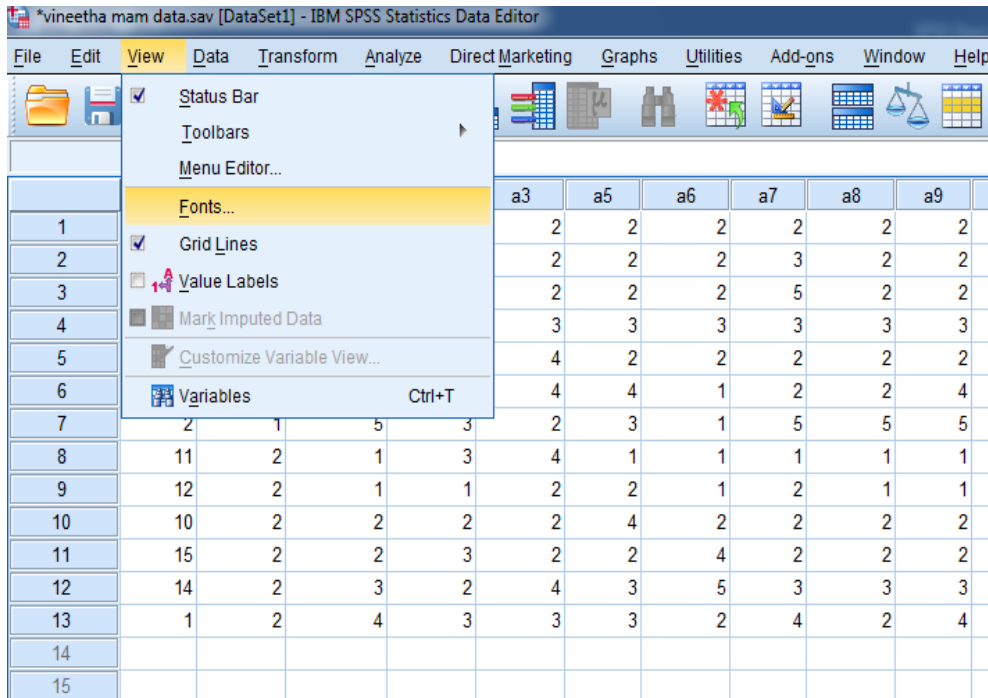 *vineetha mam data.sav [DataSet1] - IBM SPSS Statistics Data Editor
File Edit View Data Transform Analyze Direct Marketing Graphs Utilities Add-ons Window Help
Status Bar
Toolbars
Menu Editor...
Fonts...
Grid Lines
Value Labels
Mark Imputed Data
Customize Variable View...
Variables Ctrl+T
a3 a5 a6 a7 a8 a9
1 2 2 2 2 2 2
2 2 2 2 3 2 2
3 2 2 2 5 2 2
4 3 3 3 3 3 3
5 4 2 2 2 2 2
6 4 4 1 2 2 4
7 2 1 5 3 2 3 1 5 5 5
8 11 2 1 3 4 1 1 1 1 1
9 12 2 1 1 2 2 1 2 1 1
10 10 2 2 2 2 4 2 2 2 2
11 15 2 2 3 2 2 4 2 2 2
12 14 2 3 2 4 3 5 3 3 3
13 1 2 4 3 3 3 2 4 2 4
14
15